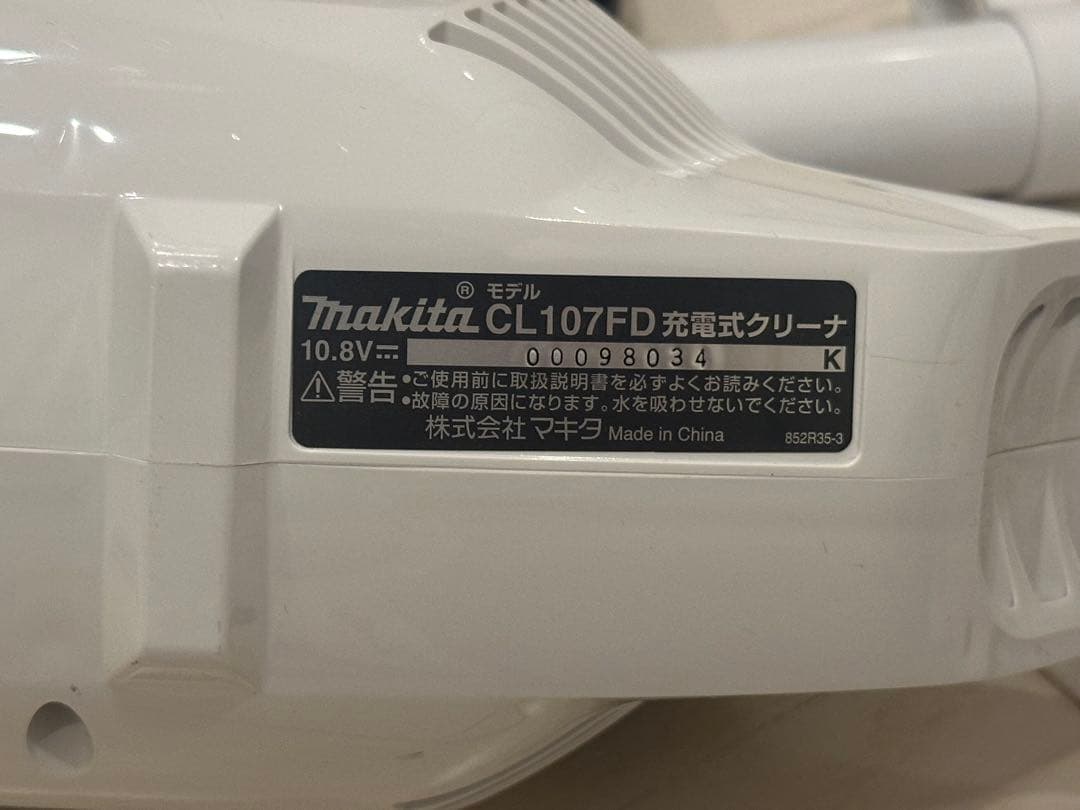 makita® モデル CL107FD 充電式クリーナ
10.8V⎓ 00098034 K
⚠警告 •ご使用前に取扱説明書を必ずよくお読みください。
•故障の原因になります。水を吸わせないでください。
株式会社マキタ Made in China 852R35-3